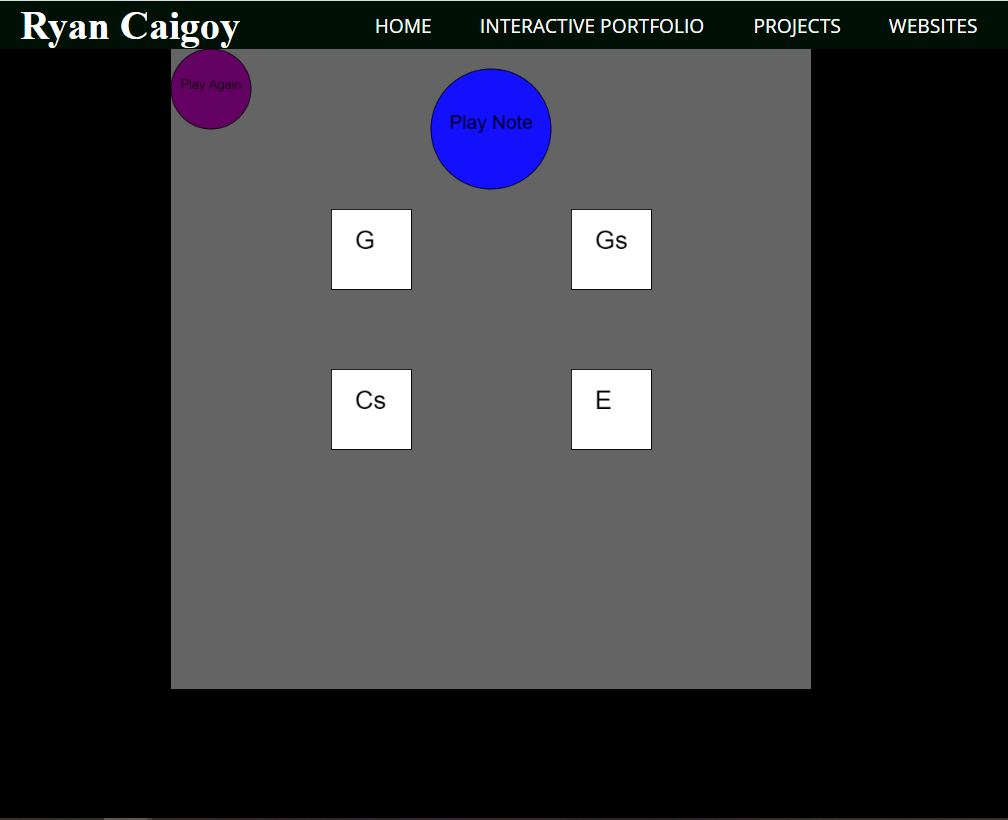 Ryan Caigoy HOME INTERACTIVE PORTFOLIO PROJECTS WEBSITES
Play Again
Play Note
G Gs
Cs E